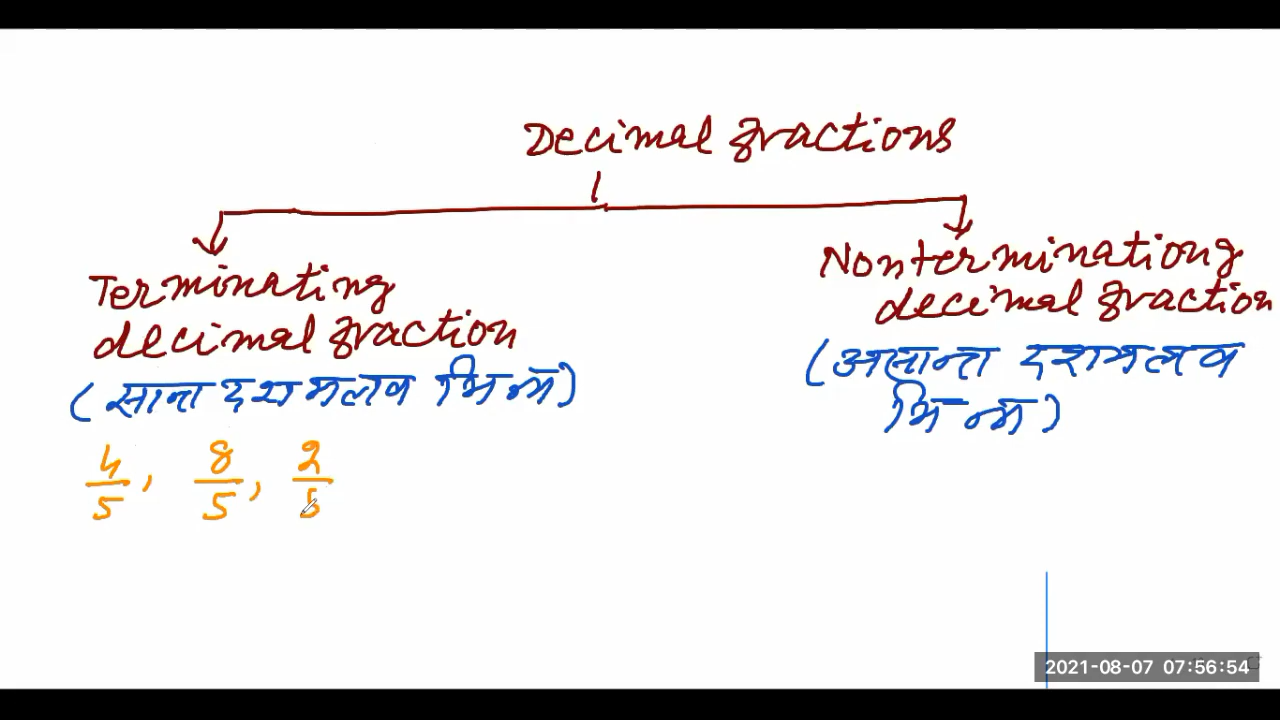 Decimal fractions
Terminating
decimal fraction
(सान्त दशमलव भिन्न)
Nonterminationg
decimal fraction
(असान्त दशमलव
भिन्न)
4/5, 8/5, 2/5
2021-08-07 07:56:54